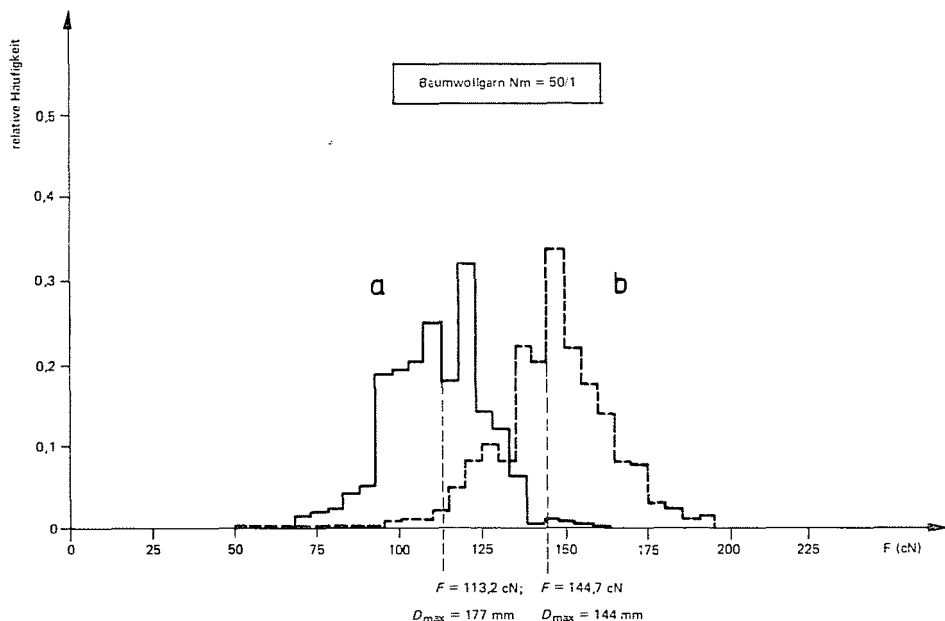 relative Häufigkeit
Baumwollgarn Nm = 50/1
0,5
0,4
0,3
0,2
0,1
0
a
b
0 25 50 75 100 125 150 175 200 225 F (cN)
F = 113,2 cN; F = 144,7 cN
Dmax = 177 mm Dmax = 144 mm